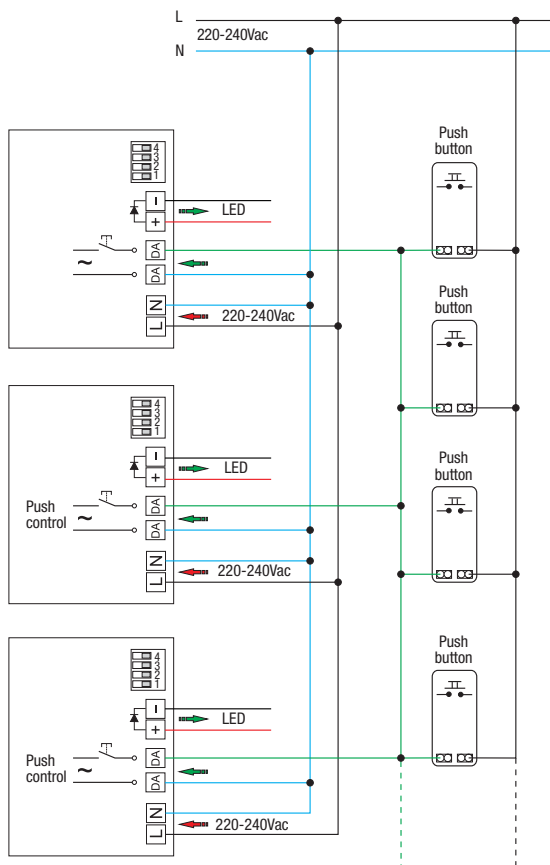 L
220-240Vac
N
Push
button
4
3
2
1
–
LED
+
DA
~
DA
N
220-240Vac
L
Push
button
4
3
2
1
–
LED
+
Push
control
DA
~
DA
N
220-240Vac
L
Push
button
Push
button
4
3
2
1
–
LED
+
Push
control
DA
~
DA
N
220-240Vac
L